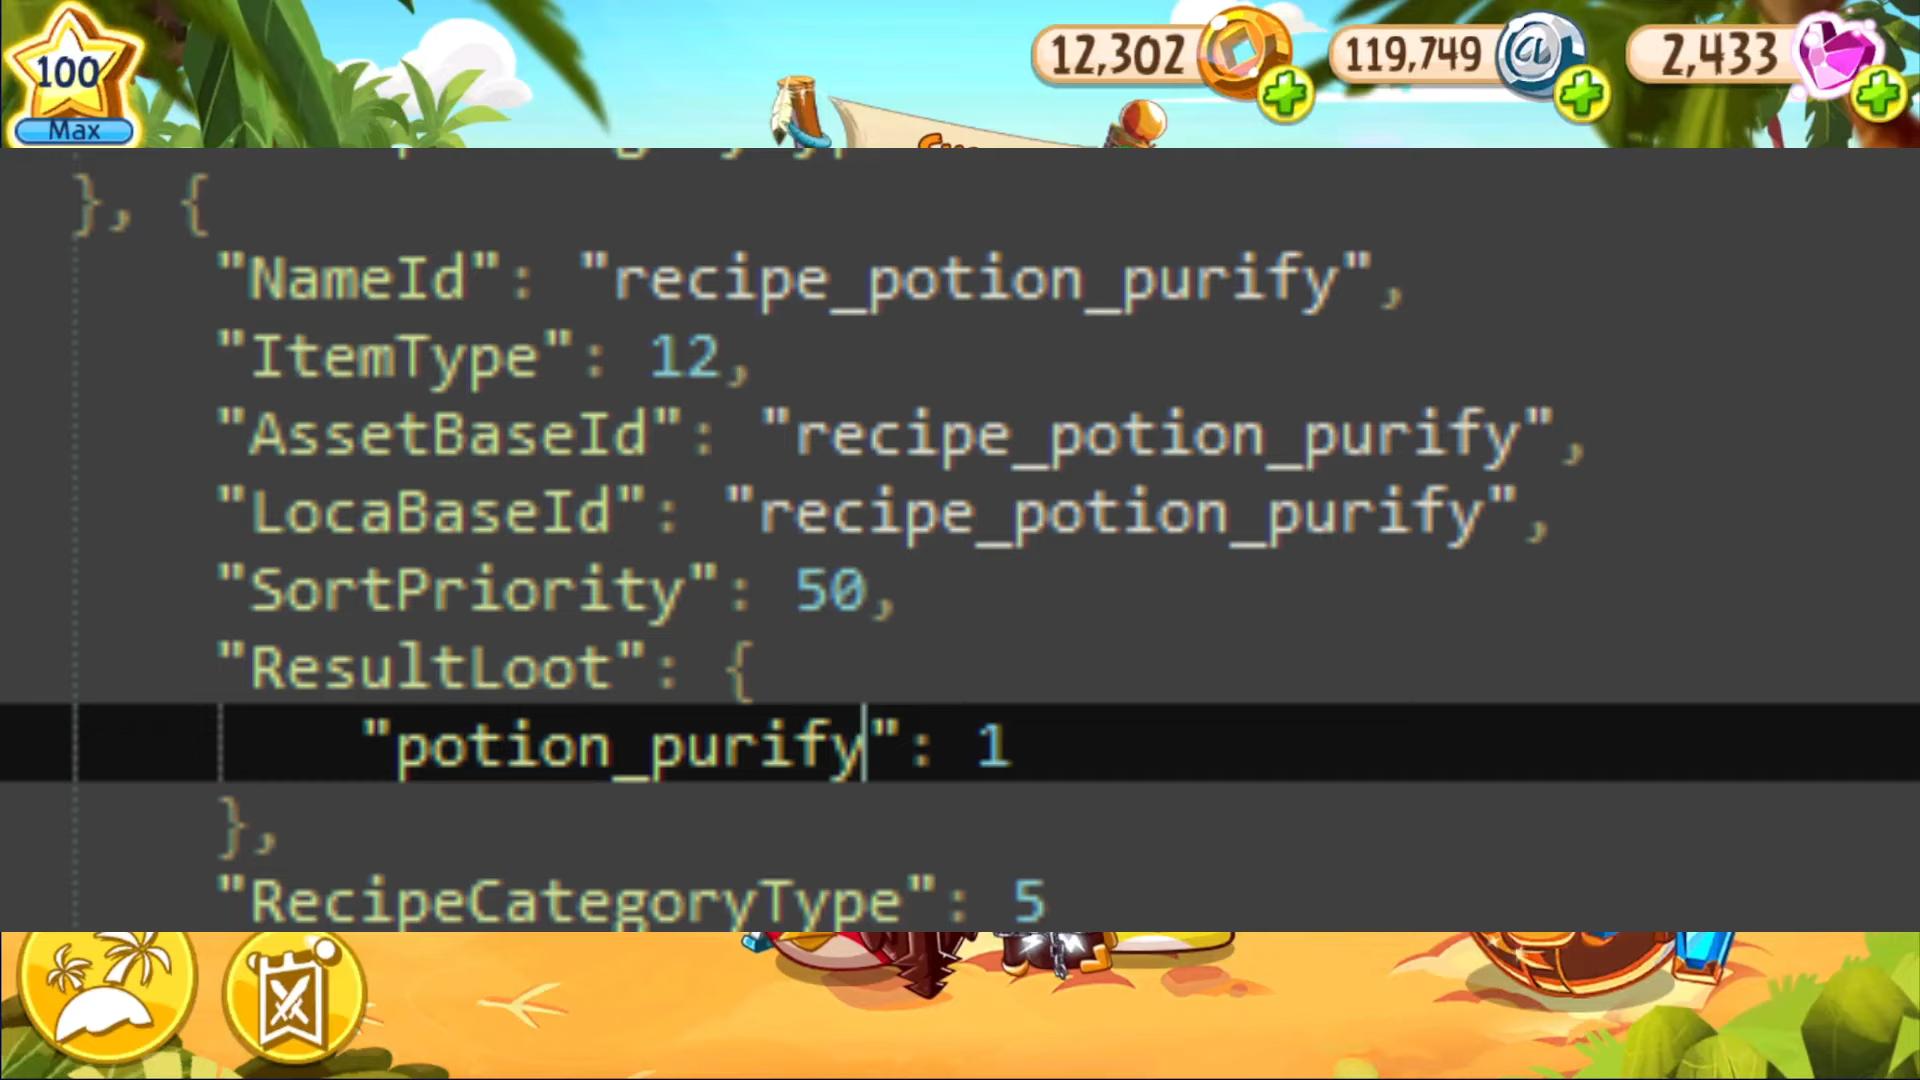 100
Max
12,302
119,749
2,433
}, {
"NameId": "recipe_potion_purify",
"ItemType": 12,
"AssetBaseId": "recipe_potion_purify",
"LocaBaseId": "recipe_potion_purify",
"SortPriority": 50,
"ResultLoot": {
"potion_purify": 1
},
"RecipeCategoryType": 5